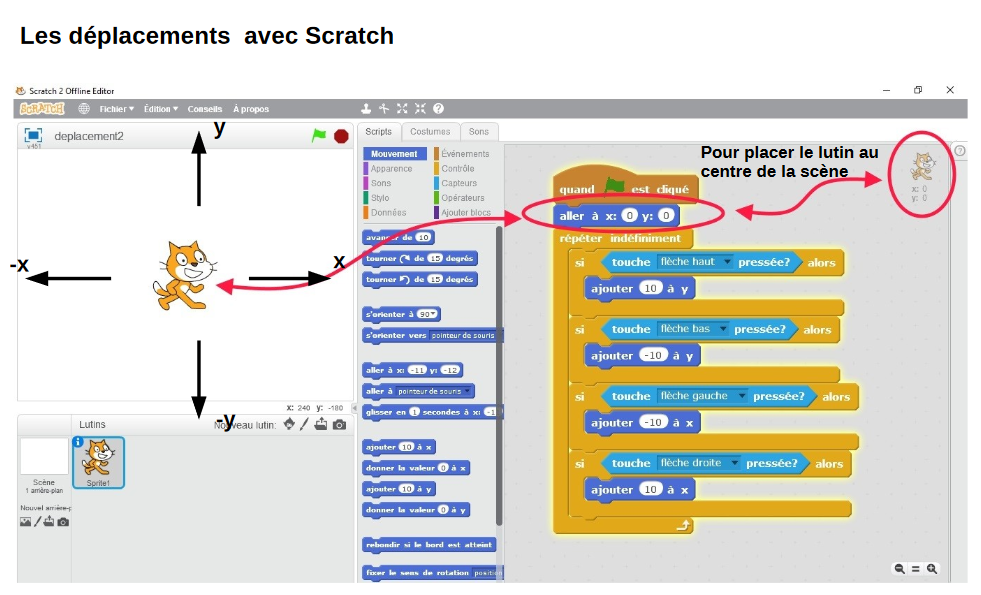 Les déplacements avec Scratch
Scratch 2 Offline Editor
SCRATCH Fichier Édition Conseils À propos
deplacement2
v451
y
-x
x
-y
x: 240 y: -180
Lutins
Nouveau lutin:
Scène
1 arrière-plan
Nouvel arrière-p
Sprite1
Scripts Costumes Sons
Mouvement Événements
Apparence Contrôle
Sons Capteurs
Stylo Opérateurs
Données Ajouter blocs
avancer de 10
tourner de 15 degrés
tourner de 15 degrés
s'orienter à 90
s'orienter vers pointeur de souris
aller à x: -11 y: -12
aller à pointeur de souris
glisser en 1 secondes à x: -1
ajouter 10 à x
donner la valeur 0 à x
ajouter 10 à y
donner la valeur 0 à y
rebondir si le bord est atteint
fixer le sens de rotation position
Pour placer le lutin au
centre de la scène
x: 0
y: 0
quand est cliqué
aller à x: 0 y: 0
répéter indéfiniment
si touche flèche haut pressée? alors
ajouter 10 à y
si touche flèche bas pressée? alors
ajouter -10 à y
si touche flèche gauche pressée? alors
ajouter -10 à x
si touche flèche droite pressée? alors
ajouter 10 à x